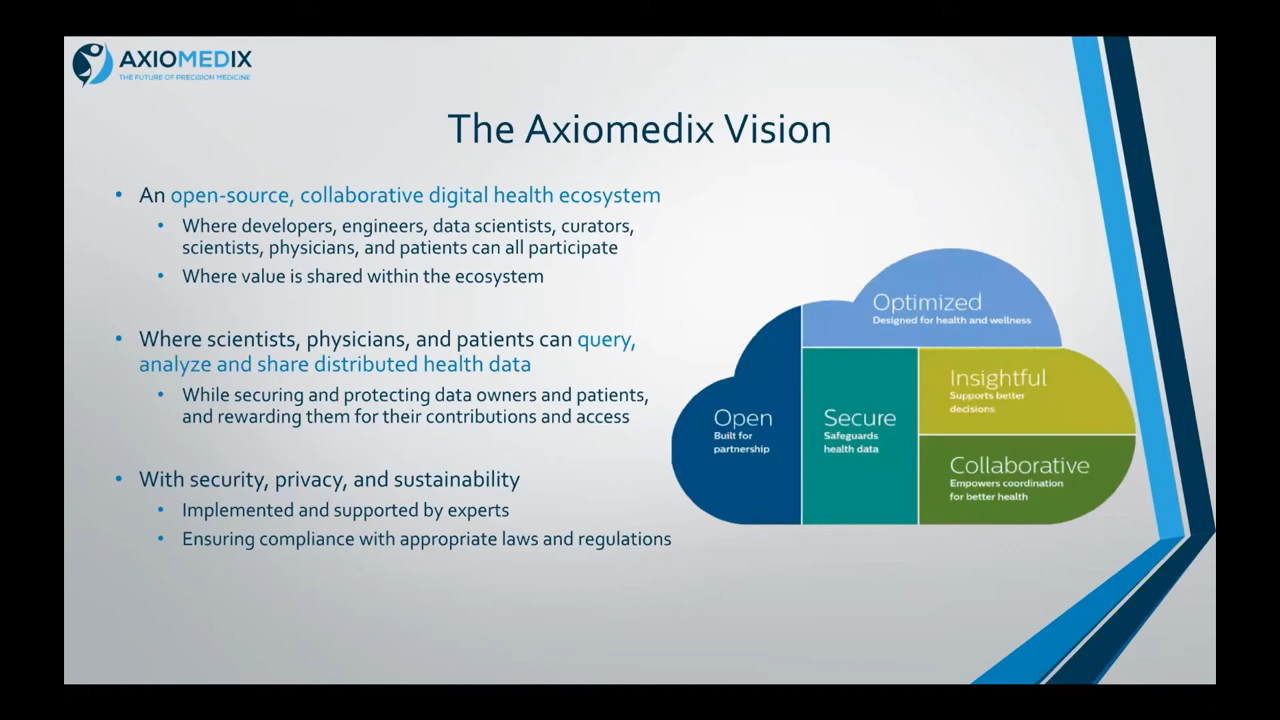 AXIOMEDIX
THE FUTURE OF PRECISION MEDICINE
The Axiomedix Vision
• An open-source, collaborative digital health ecosystem
• Where developers, engineers, data scientists, curators,
scientists, physicians, and patients can all participate
• Where value is shared within the ecosystem
• Where scientists, physicians, and patients can query,
analyze and share distributed health data
• While securing and protecting data owners and patients,
and rewarding them for their contributions and access
• With security, privacy, and sustainability
• Implemented and supported by experts
• Ensuring compliance with appropriate laws and regulations
Optimized
Designed for health and wellness
Open
Built for
partnership
Secure
Safeguards
health data
Insightful
Supports better
decisions.
Collaborative
Empowers coordination
for better health